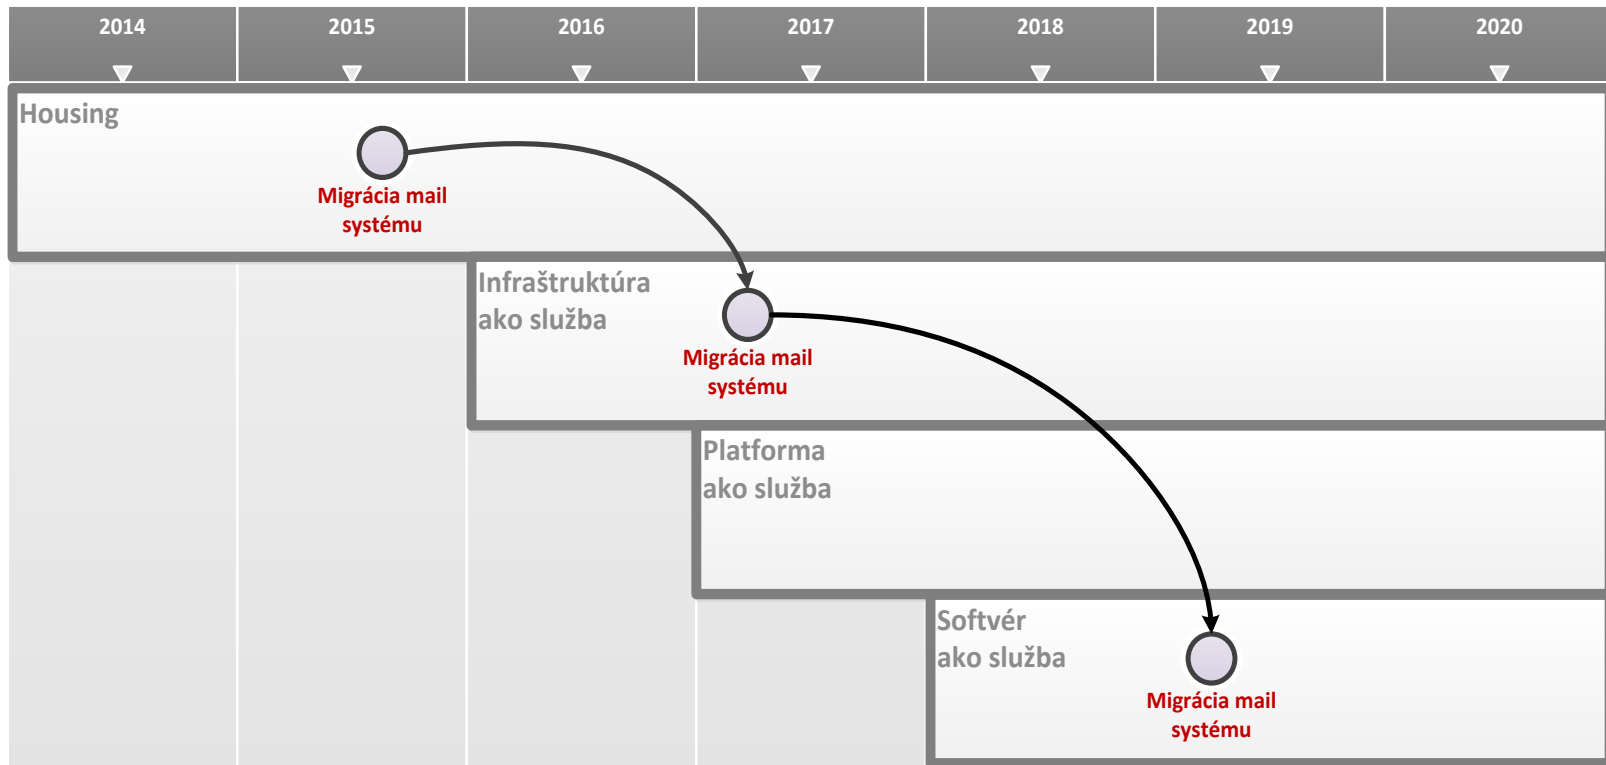 2014 2015 2016 2017 2018 2019 2020
Housing
Migrácia mail
systému
Infraštruktúra
ako služba
Migrácia mail
systému
Platforma
ako služba
Softvér
ako služba
Migrácia mail
systému